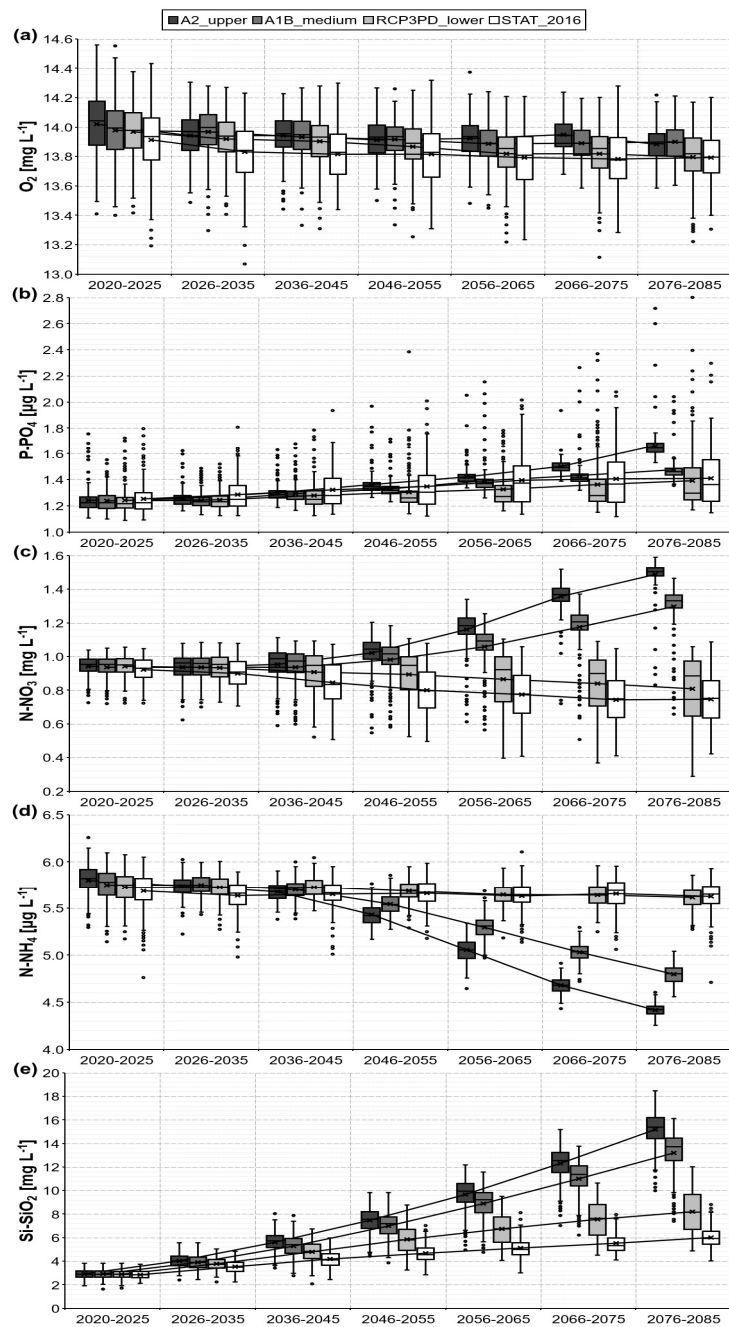 A2_upper A1B_medium RCP3PD_lower STAT_2016
(a)
O2 [mg L-1]
14.6
14.4
14.2
14.0
13.8
13.6
13.4
13.2
13.0
2020-2025 2026-2035 2036-2045 2046-2055 2056-2065 2066-2075 2076-2085
(b)
P-PO4 [µg L-1]
2.8
2.6
2.4
2.2
2.0
1.8
1.6
1.4
1.2
1.0
2020-2025 2026-2035 2036-2045 2046-2055 2056-2065 2066-2075 2076-2085
(c)
N-NO3 [mg L-1]
1.6
1.4
1.2
1.0
0.8
0.6
0.4
0.2
2020-2025 2026-2035 2036-2045 2046-2055 2056-2065 2066-2075 2076-2085
(d)
N-NH4 [µg L-1]
6.5
6.0
5.5
5.0
4.5
4.0
2020-2025 2026-2035 2036-2045 2046-2055 2056-2065 2066-2075 2076-2085
(e)
Si-SiO2 [mg L-1]
20
18
16
14
12
10
8
6
4
2
0
2020-2025 2026-2035 2036-2045 2046-2055 2056-2065 2066-2075 2076-2085